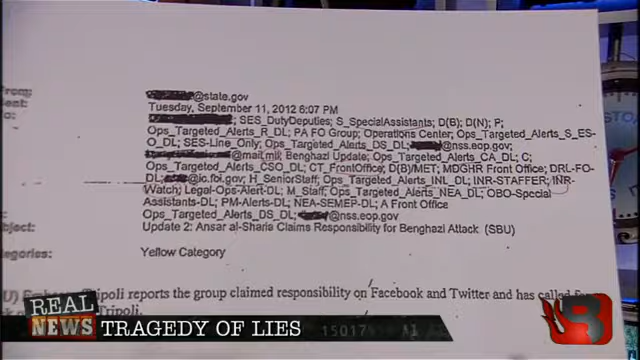 From:
Sent:
To:
@state.gov
Tuesday, September 11, 2012 6:07 PM
; SES_DutyDeputies; S_SpecialAssistants; D(B); D(N); P;
Ops_Targeted_Alerts_R_DL; PA FO Group; Operations Center; Ops_Targeted_Alerts_S_ES-
O_DL; SES-Line_Only; Ops_Targeted_Alerts_DS_DL; @nss.eop.gov;
@mail.mil; Benghazi Update; Ops_Targeted_Alerts_CA_DL; C;
Ops_Targeted_Alerts_CSO_DL; CT_FrontOffice; D(B)/MET; MDGHR Front Office; DRL-FO-
DL; @ic.fbi.gov; H_SeniorStaff; Ops_Targeted_Alerts_INL_DL; INR-STAFFER; INR-
Watch; Legal-Ops-Alert-DL; M_Staff; Ops_Targeted_Alerts_NEA_DL; OBO-Special
Assistants-DL; PM-Alerts-DL; NEA-SEMEP-DL; A Front Office
Ops_Targeted_Alerts_DS_DL; @nss.eop.gov
Subject: Update 2: Ansar al-Sharia Claims Responsibility for Benghazi Attack (SBU)
tegories: Yellow Category
U) Embassy Tripoli reports the group claimed responsibility on Facebook and Twitter and has called
Tripoli.
REAL
NEWS
TRAGEDY OF LIES